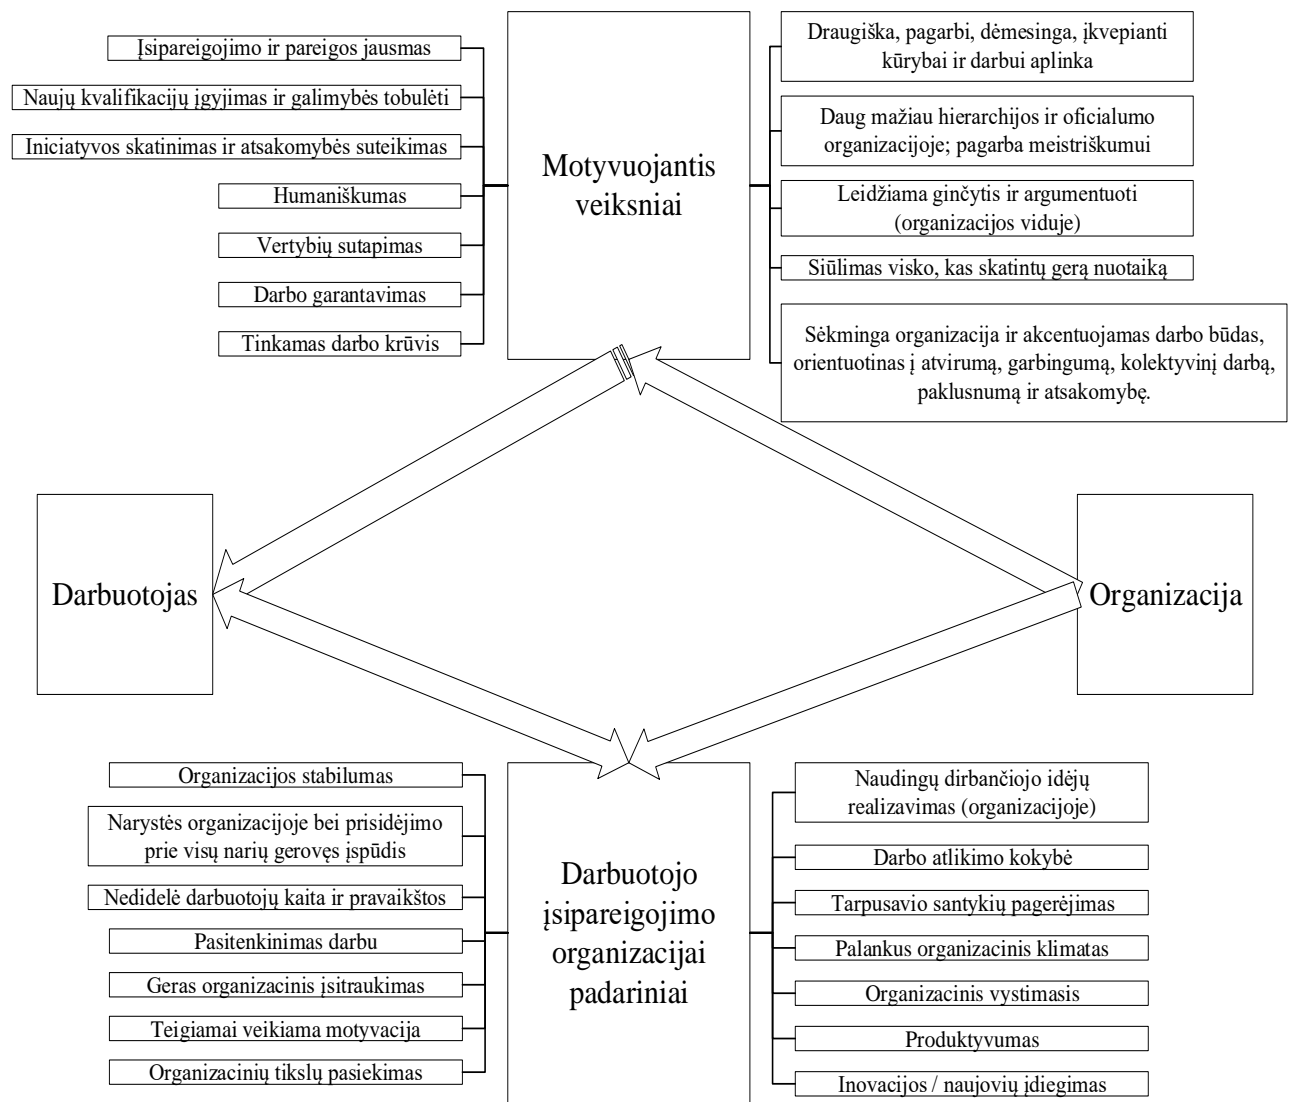 Įsipareigojimo ir pareigos jausmas
Naujų kvalifikacijų įgyjimas ir galimybės tobulėti
Iniciatyvos skatinimas ir atsakomybės suteikimas
Humaniškumas
Vertybių sutapimas
Darbo garantavimas
Tinkamas darbo krūvis
Motyvuojantis
veiksniai
Draugiška, pagarbi, dėmesinga, įkvepianti
kūrybai ir darbui aplinka
Daug mažiau hierarchijos ir oficialumo
organizacijoje; pagarba meistriškumui
Leidžiama ginčytis ir argumentuoti
(organizacijos viduje)
Siūlimas visko, kas skatintų gerą nuotaiką
Sėkminga organizacija ir akcentuojamas darbo būdas,
orientuotinas į atvirumą, garbingumą, kolektyvinį darbą,
paklusnumą ir atsakomybę.
Darbuotojas
Organizacija
Organizacijos stabilumas
Narystės organizacijoje bei prisidėjimo
prie visų narių gerovęs įspūdis
Nedidelė darbuotojų kaita ir pravaikštos
Pasitenkinimas darbu
Geras organizacinis įsitraukimas
Teigiamai veikiama motyvacija
Organizacinių tikslų pasiekimas
Darbuotojo
įsipareigojimo
organizacijai
padariniai
Naudingų dirbančiojo idėjų
realizavimas (organizacijoje)
Darbo atlikimo kokybė
Tarpusavio santykių pagerėjimas
Palankus organizacinis klimatas
Organizacinis vystimasis
Produktyvumas
Inovacijos / naujovių įdiegimas